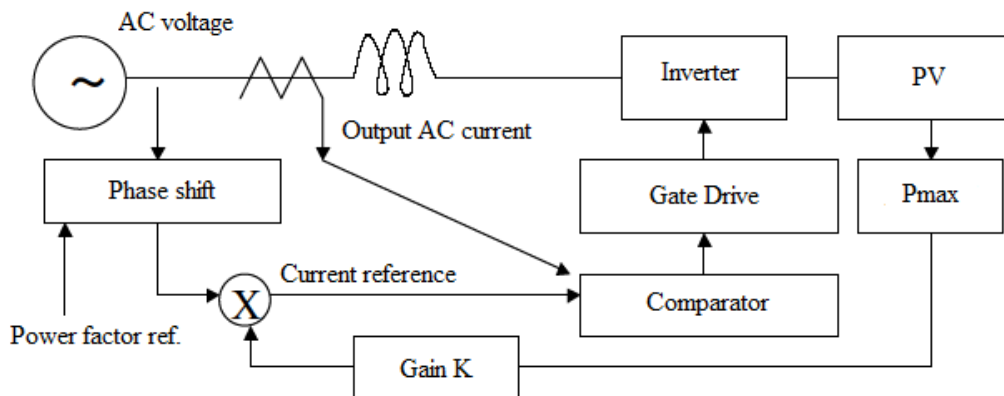 AC voltage
~
Inverter
PV
Output AC current
Phase shift
Gate Drive
Pmax
Current reference
X
Comparator
Power factor ref.
Gain K